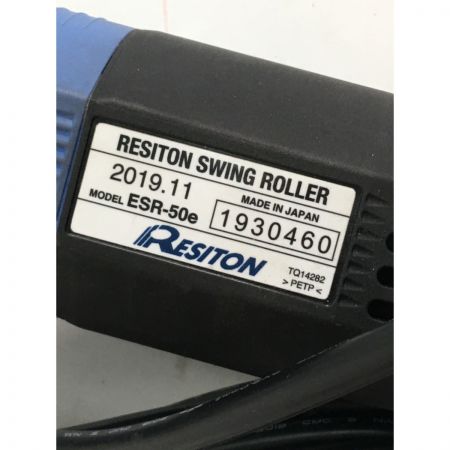 RESITON SWING ROLLER
2019.11
MADE IN JAPAN
MODEL ESR-50e
1930460
RESITON
TQ14282
> PETP <